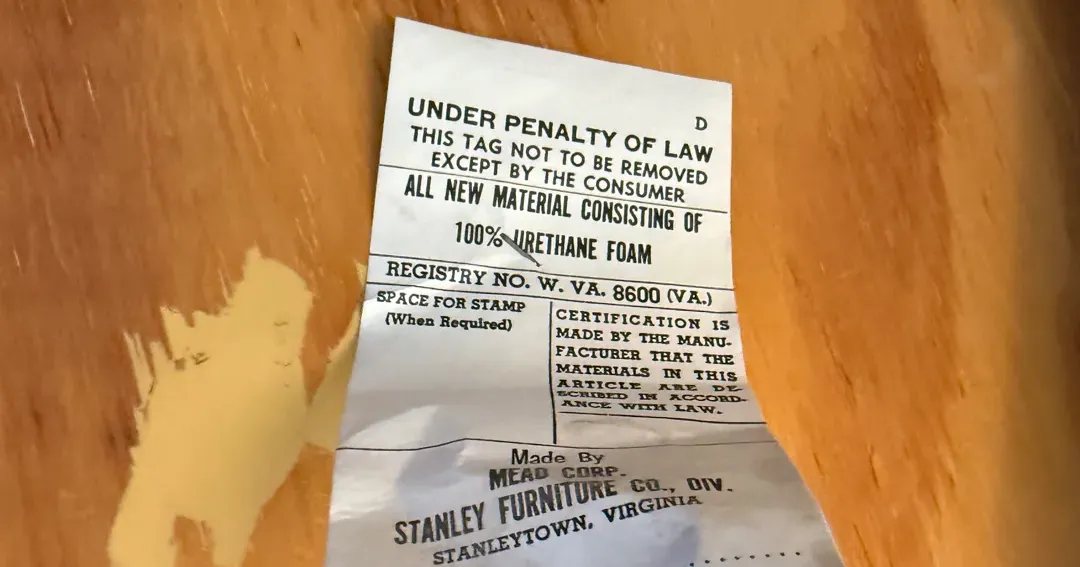 D
UNDER PENALTY OF LAW
THIS TAG NOT TO BE REMOVED
EXCEPT BY THE CONSUMER
ALL NEW MATERIAL CONSISTING OF
100% URETHANE FOAM
REGISTRY NO. W. VA. 8600 (VA.)
SPACE FOR STAMP
(When Required)
CERTIFICATION IS
MADE BY THE MANU-
FACTURER THAT THE
MATERIALS IN THIS
ARTICLE ARE DE-
SCRIBED IN ACCORD-
ANCE WITH LAW.
Made By
MEAD CORP.
STANLEY FURNITURE CO., DIV.
STANLEYTOWN, VIRGINIA